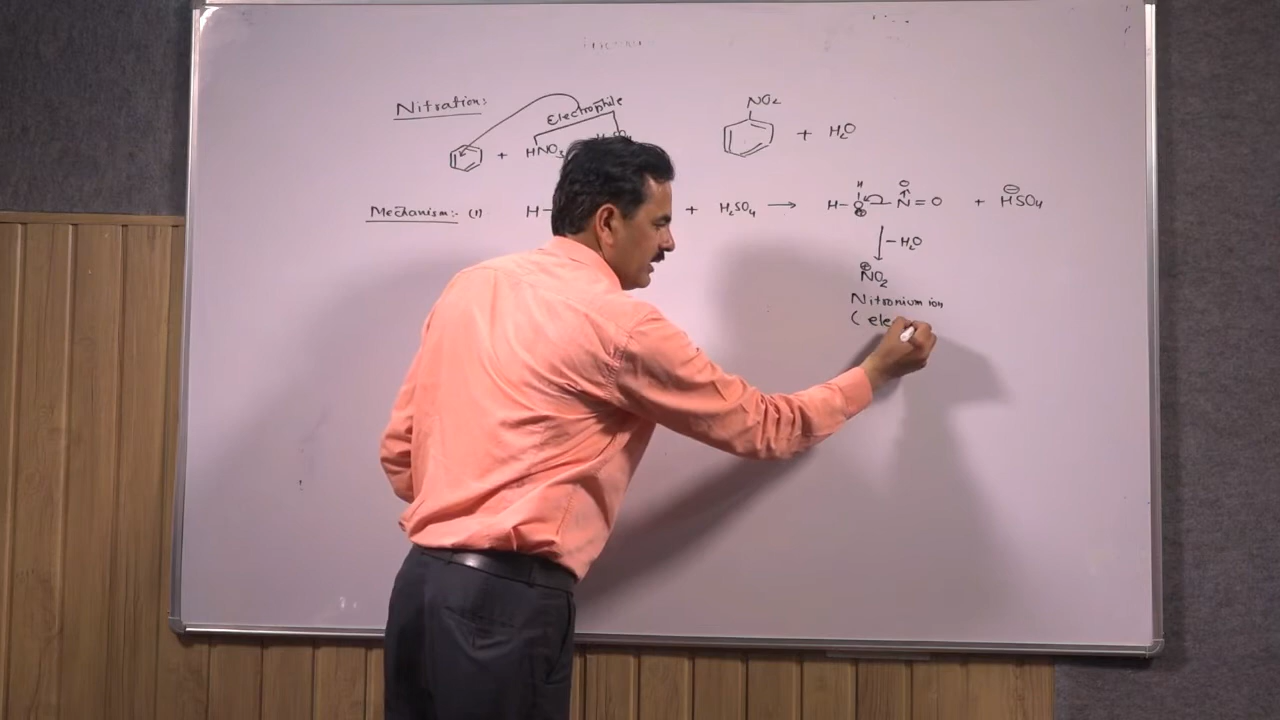 Nitration:
Electrophile
NO2
+ HNO3
+ H2O
Mechanism:- (1) H- + H2SO4 → H-O-N=O + HSO4
H
O
⊕
⊖
-H2O
⊕
NO2
Nitronium ion
( ele